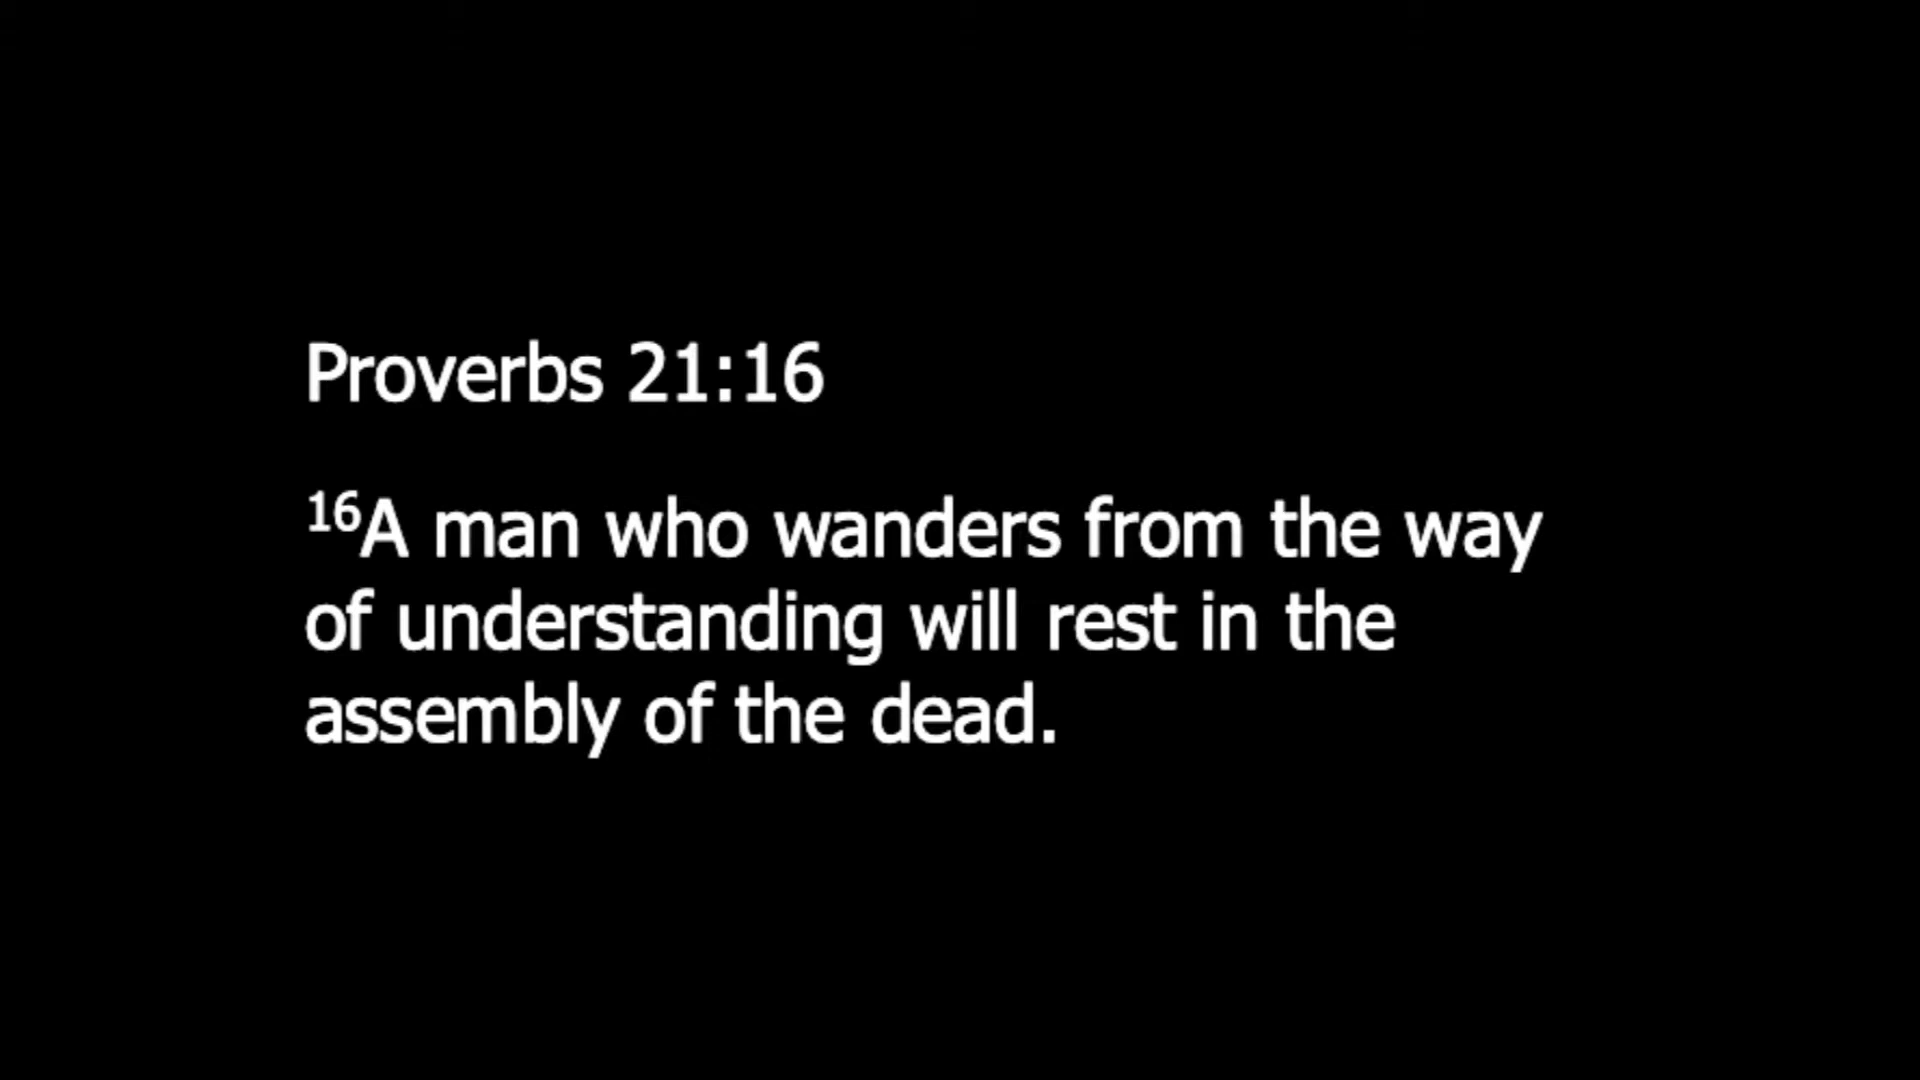 Proverbs 21:16
16A man who wanders from the way
of understanding will rest in the
assembly of the dead.